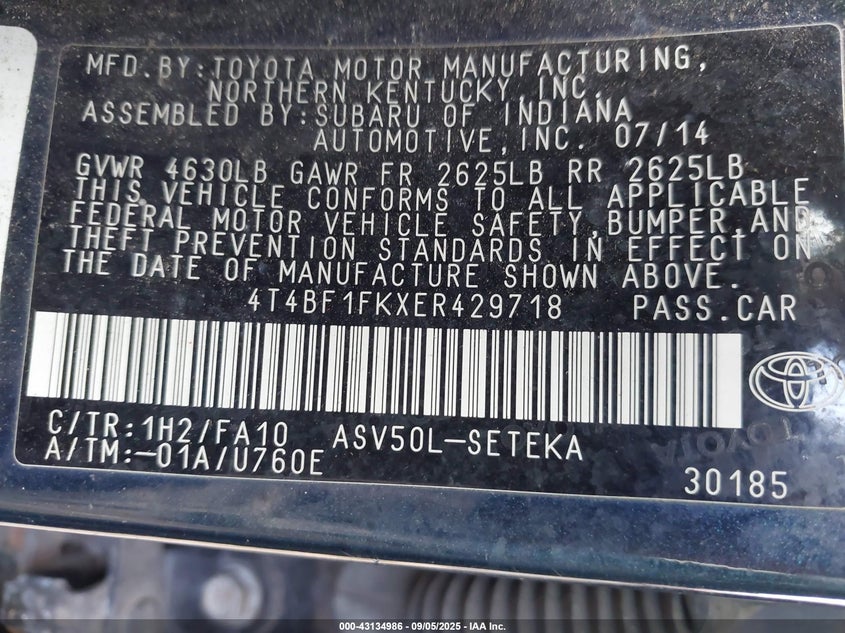 MFD.BY:TOYOTA MOTOR MANUFACTURING,
NORTHERN KENTUCKY,INC.
ASSEMBLED BY:SUBARU OF INDIANA
AUTOMOTIVE,INC. 07/14
GVWR 4630LB GAWR FR 2625LB RR 2625LB
THIS VEHICLE CONFORMS TO ALL APPLICABLE
FEDERAL MOTOR VEHICLE SAFETY,BUMPER,AND
THEFT PREVENTION STANDARDS IN EFFECT ON
THE DATE OF MANUFACTURE SHOWN ABOVE.
4T4BF1FKXER429718 PASS.CAR
C/TR:1H2/FA10 ASV50L-SETEKA
A/TM:-01A/U760E
30185
TOYOTA
000-43134986 - 09/05/2025 - IAA Inc.